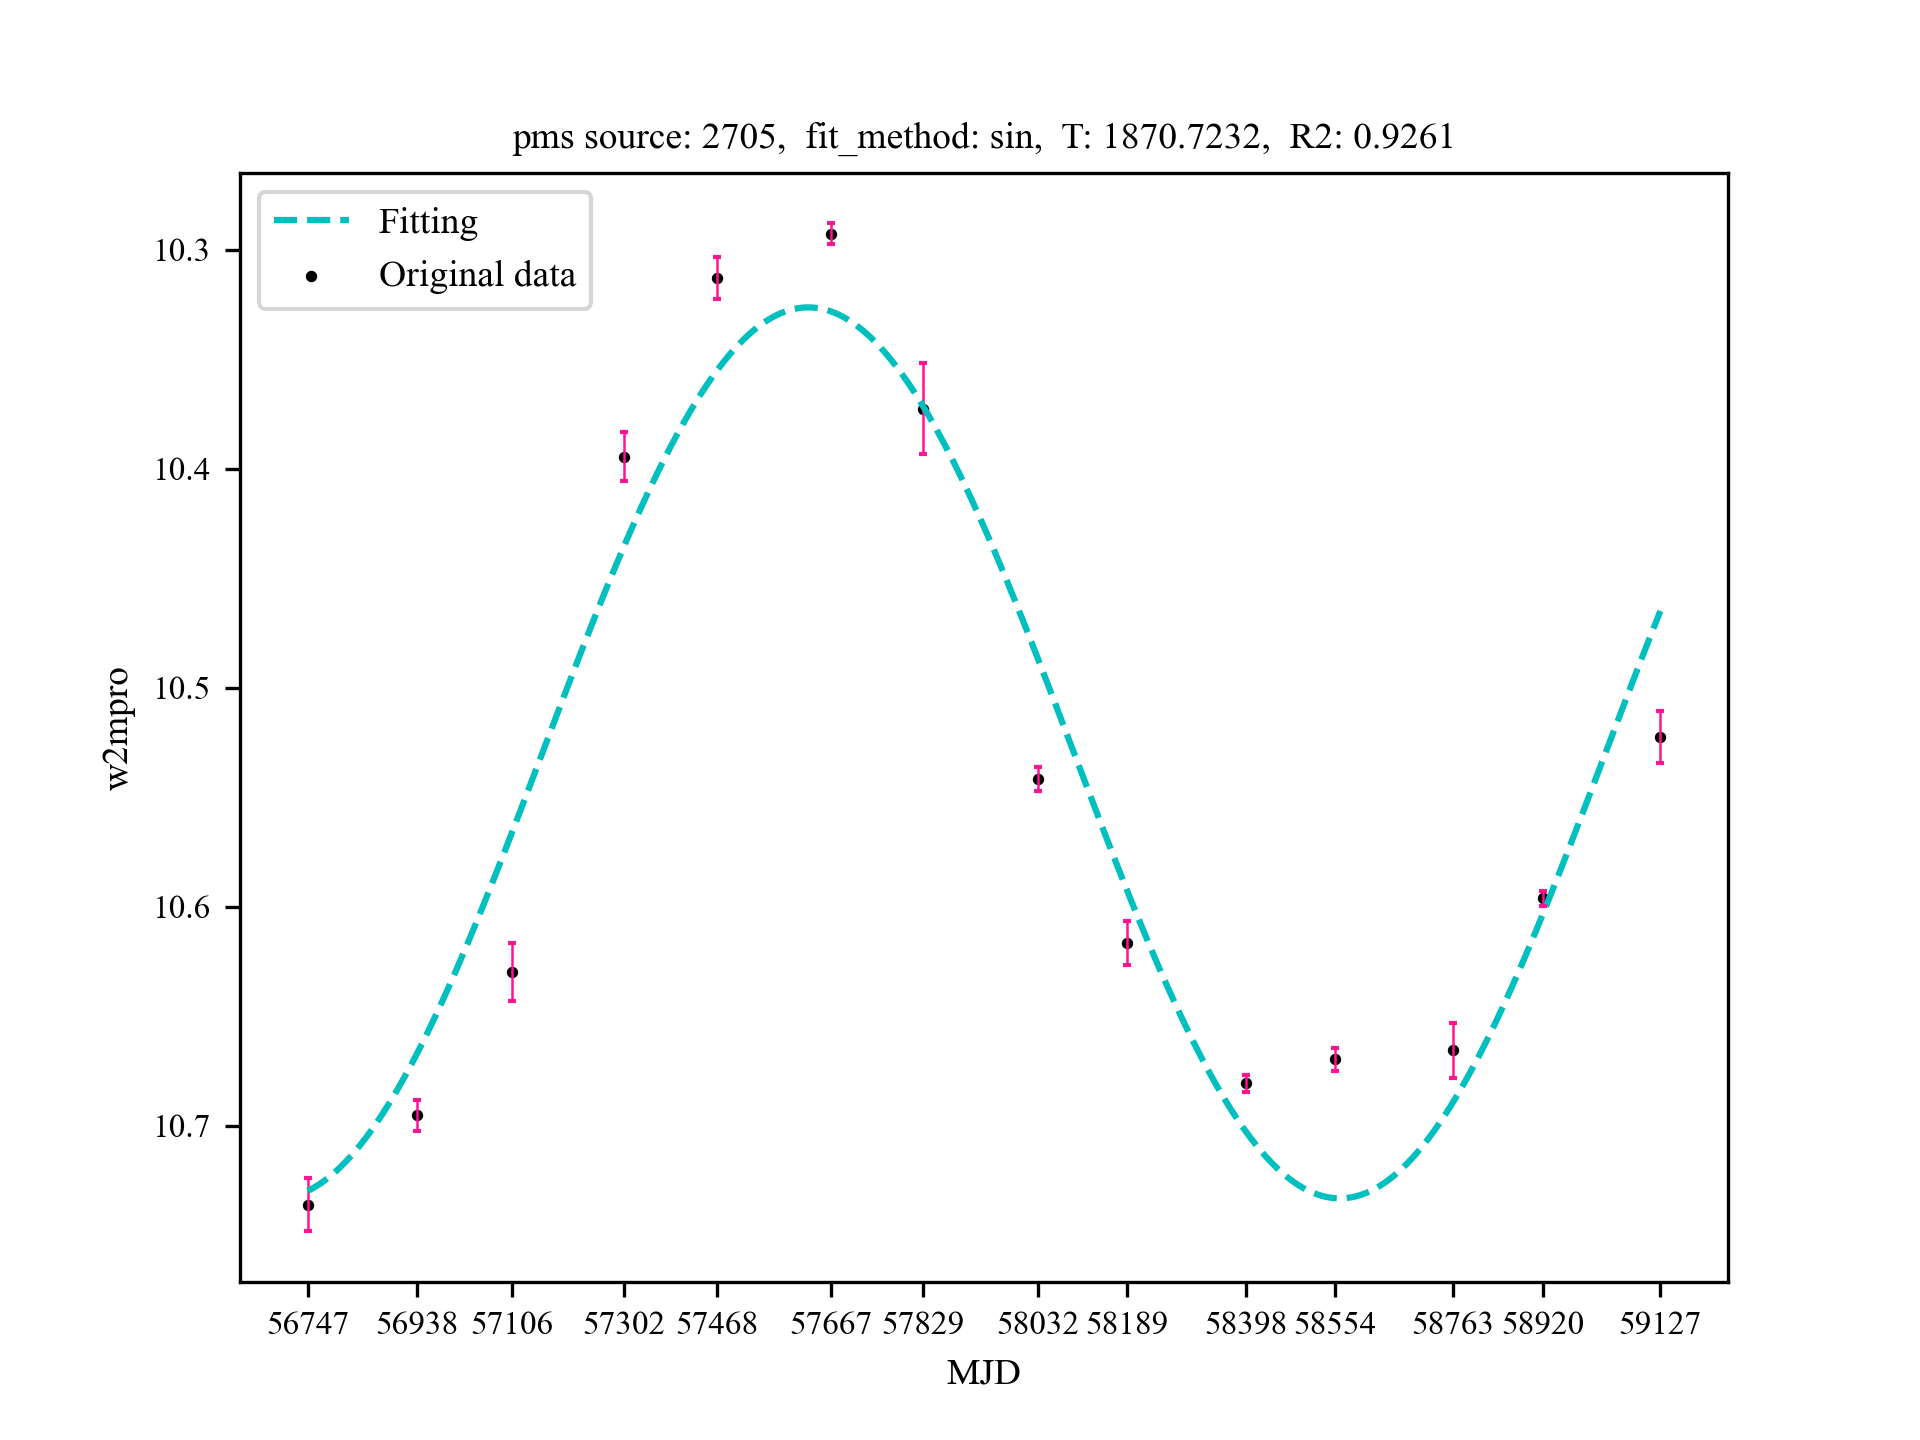 pms source: 2705, fit_method: sin, T: 1870.7232, R2: 0.9261
Fitting
Original data
10.3
10.4
10.5
10.6
10.7
w2mpro
56747 56938 57106 57302 57468 57667 57829 58032 58189 58398 58554 58763 58920 59127
MJD